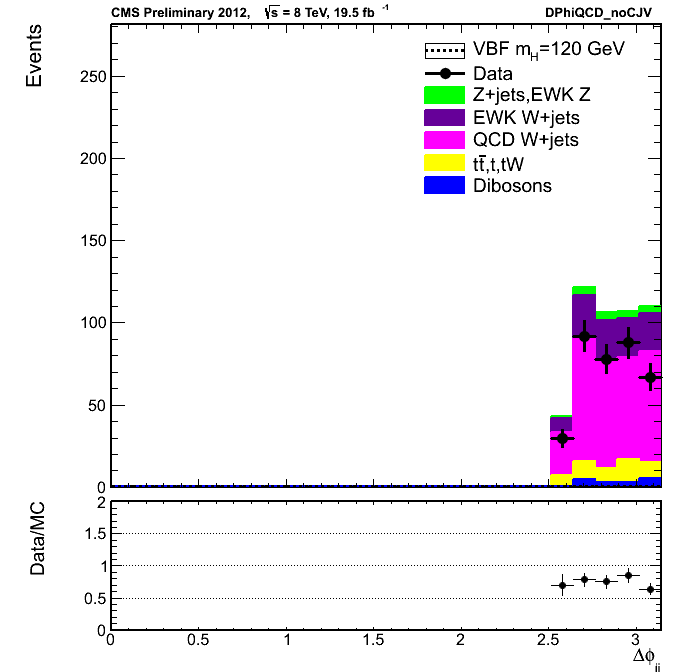 CMS Preliminary 2012, √s = 8 TeV, 19.5 fb⁻¹ DPhiQCD_noCJV
Events
VBF m_H=120 GeV
Data
Z+jets,EWK Z
EWK W+jets
QCD W+jets
tt̄,t,tW
Dibosons
250
200
150
100
50
0
Data/MC
2
1.5
1
0.5
0
0 0.5 1 1.5 2 2.5 3
Δϕ_jj